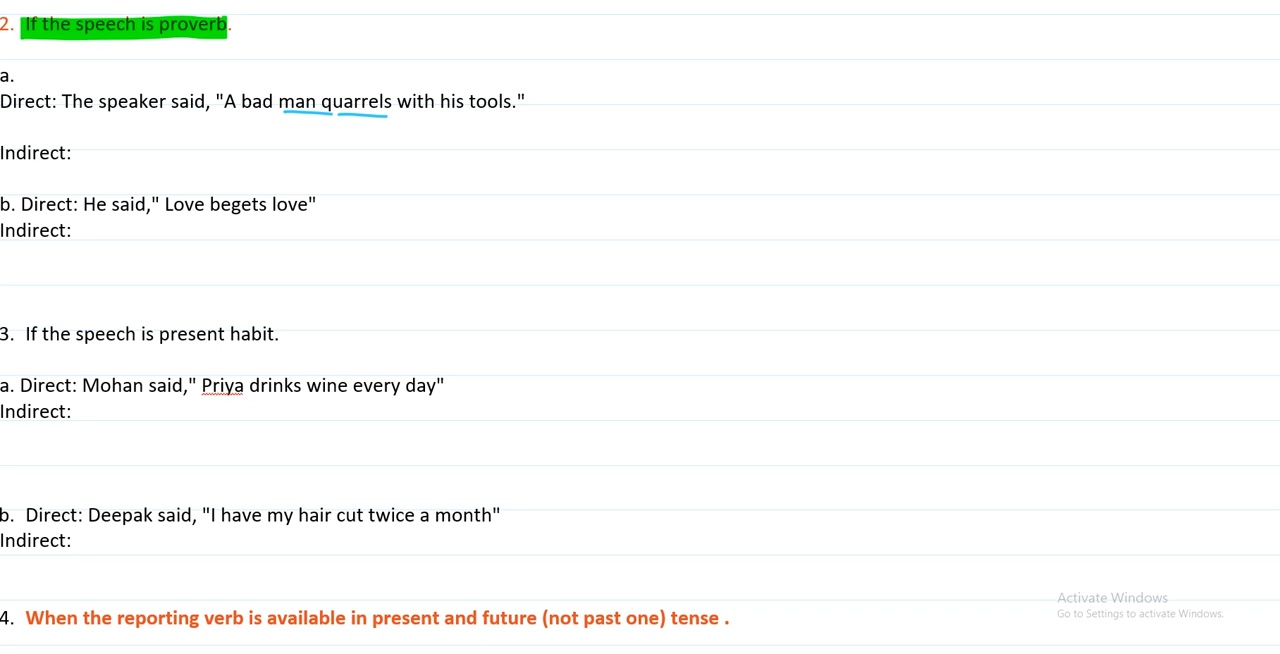 2. If the speech is proverb.
a.
Direct: The speaker said, "A bad man quarrels with his tools."
Indirect:
b. Direct: He said," Love begets love"
Indirect:
3. If the speech is present habit.
a. Direct: Mohan said," Priya drinks wine every day"
Indirect:
b. Direct: Deepak said, "I have my hair cut twice a month"
Indirect:
Activate Windows
Go to Settings to activate Windows.
4. When the reporting verb is available in present and future (not past one) tense .